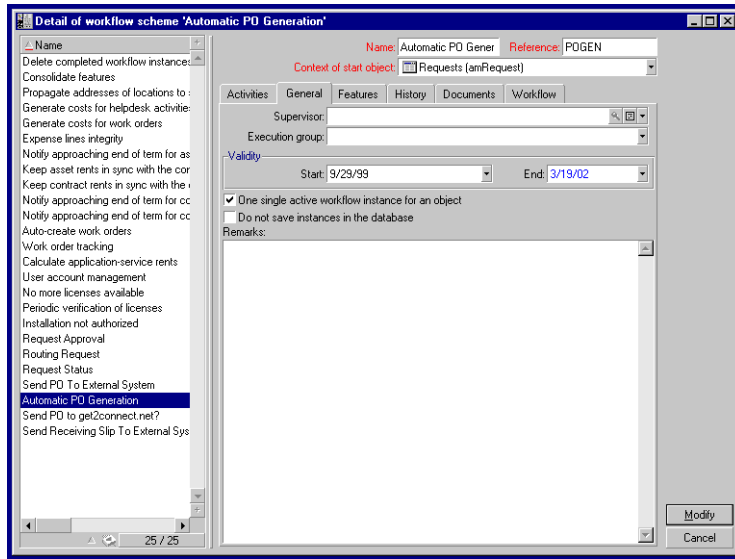 Detail of workflow scheme 'Automatic PO Generation'
Name
Delete completed workflow instances
Consolidate features
Propagate addresses of locations to
Generate costs for helpdesk activitie
Generate costs for work orders
Expense lines integrity
Notify approaching end of term for as
Keep asset rents in sync with the con
Keep contract rents in sync with the
Notify approaching end of term for co
Notify approaching end of term for cc
Auto-create work orders
Work order tracking
Calculate application-service rents
User account management
No more licenses available
Periodic verification of licenses
Installation not authorized
Request Approval
Routing Request
Request Status
Send PO To External System
Automatic PO Generation
Send PO to get2connect.net?
Send Receiving Slip To External Sys
25 / 25
Name: Automatic PO Gener Reference: POGEN
Context of start object: Requests (amRequest)
Activities General Features History Documents Workflow
Supervisor:
Execution group:
Validity
Start: 9/29/99 End: 3/19/02
One single active workflow instance for an object
Do not save instances in the database
Remarks:
Modify
Cancel